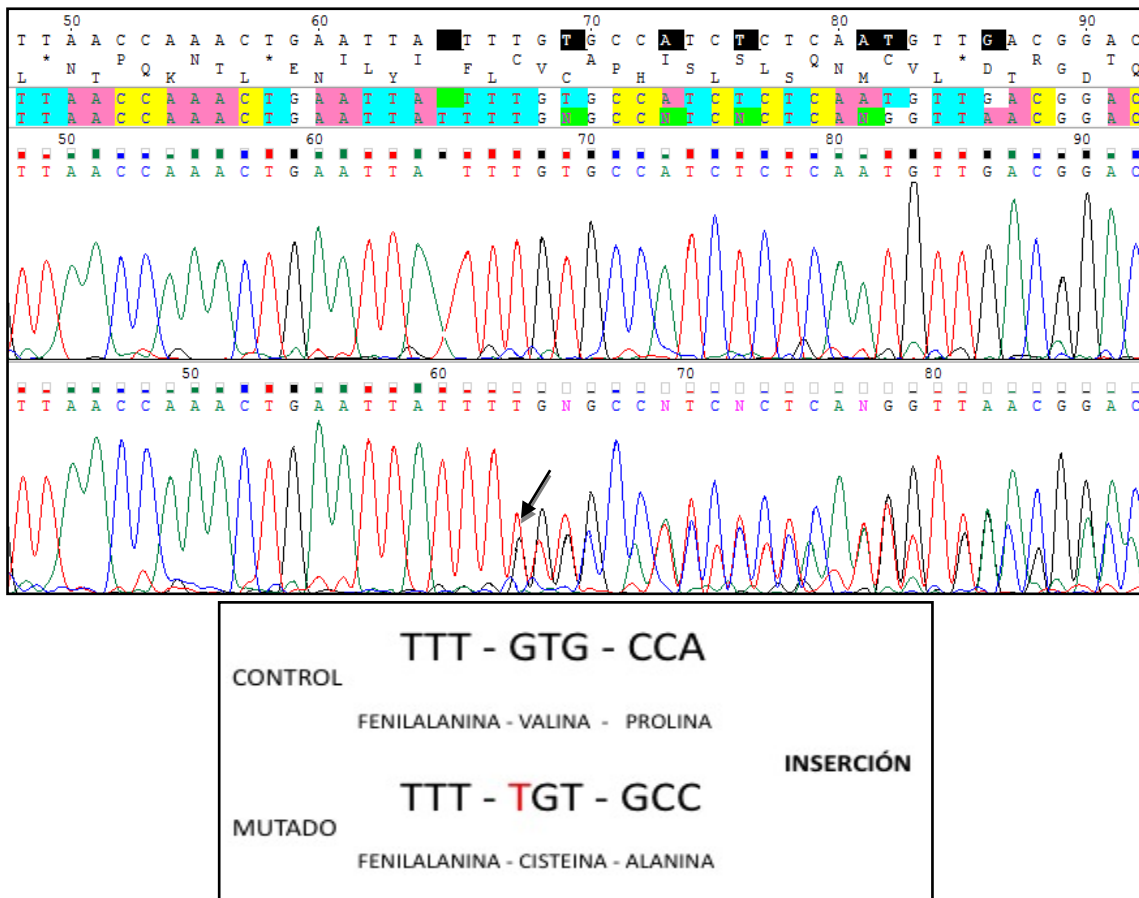 50 60 70 80 90
T T A A C C A A A C T G A A T T A T T T G T G C C A T C T C T C A A T G T T G A C G G A C
L * N T P Q K N T L * E N I L Y I F L C V C A P H I S L S L S Q N M C V L * D T R G D T Q
T T A A C C A A A C T G A A T T A T T T G T G C C A T C T C T C A A T G T T G A C G G A C
T T A A C C A A A C T G A A T T A T T T T G N G C C N T C N C T C A N G G T T A A C G G A C
50 60 70 80 90
T T A A C C A A A C T G A A T T A T T T G T G C C A T C T C T C A A T G T T G A C G G A C
50 60 70 80
T T A A C C A A A C T G A A T T A T T T T G N G C C N T C N C T C A N G G T T A A C G G A C
TTT - GTG - CCA
CONTROL
FENILALANINA - VALINA - PROLINA
INSERCIÓN
TTT - TGT - GCC
MUTADO
FENILALANINA - CISTEINA - ALANINA